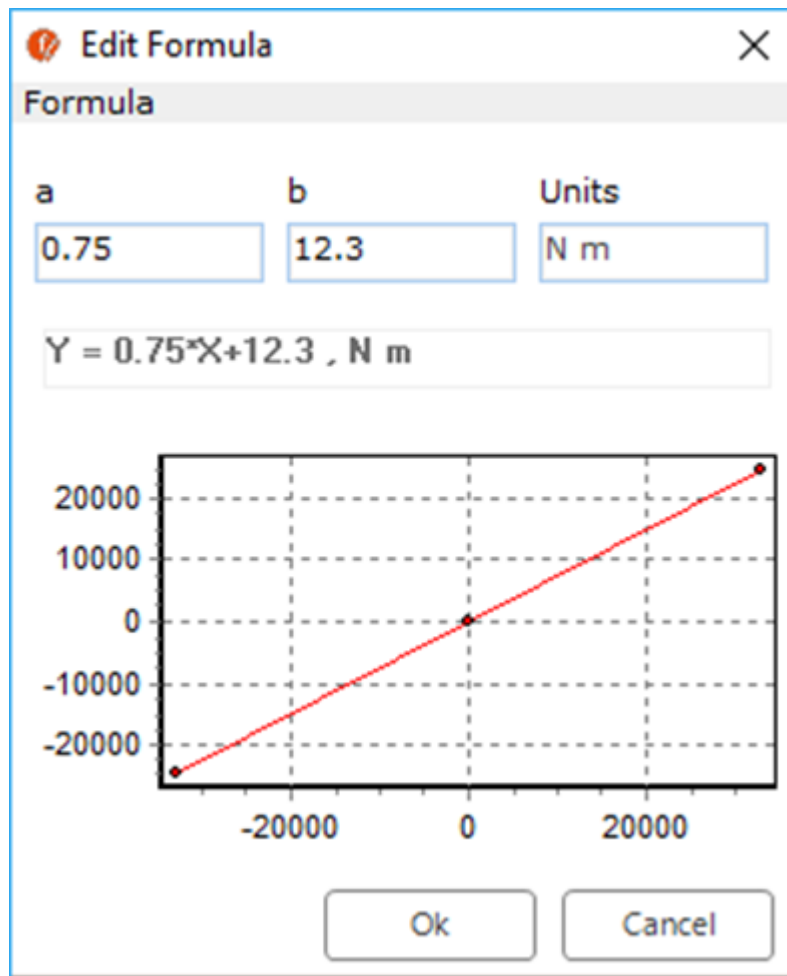 Edit Formula
Formula
a b Units
0.75 12.3 N m
Y = 0.75*X+12.3 , N m
20000
10000
0
-10000
-20000
-20000 0 20000
Ok Cancel